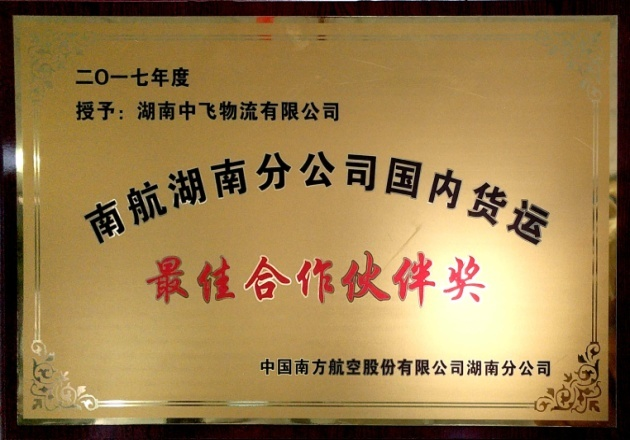 二〇一七年度
授予：湖南中飞物流有限公司
南航湖南分公司国内货运
最佳合作伙伴奖
中国南方航空股份有限公司湖南分公司